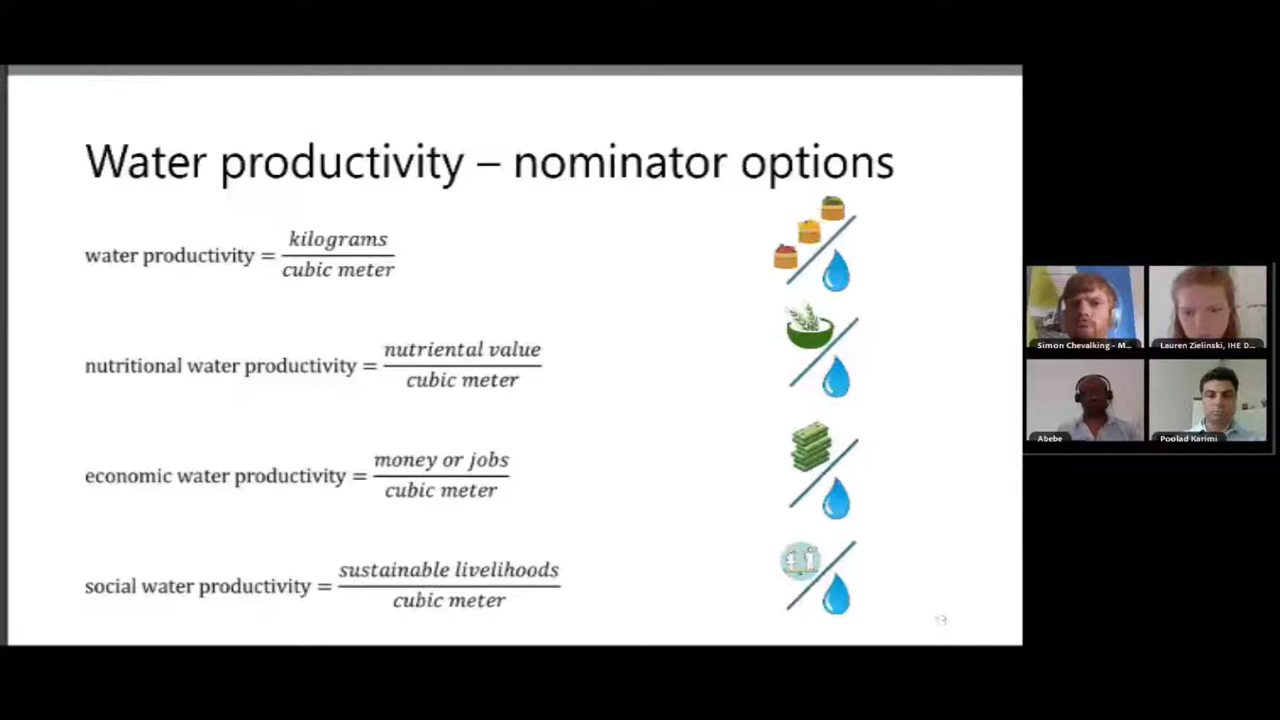 Water productivity – nominator options
water productivity = kilograms / cubic meter
nutritional water productivity = nutriental value / cubic meter
economic water productivity = money or jobs / cubic meter
social water productivity = sustainable livelihoods / cubic meter
Simon Chevalking - M...
Lauren Zielinski, IHE D...
Abebe
Poolad Karimi